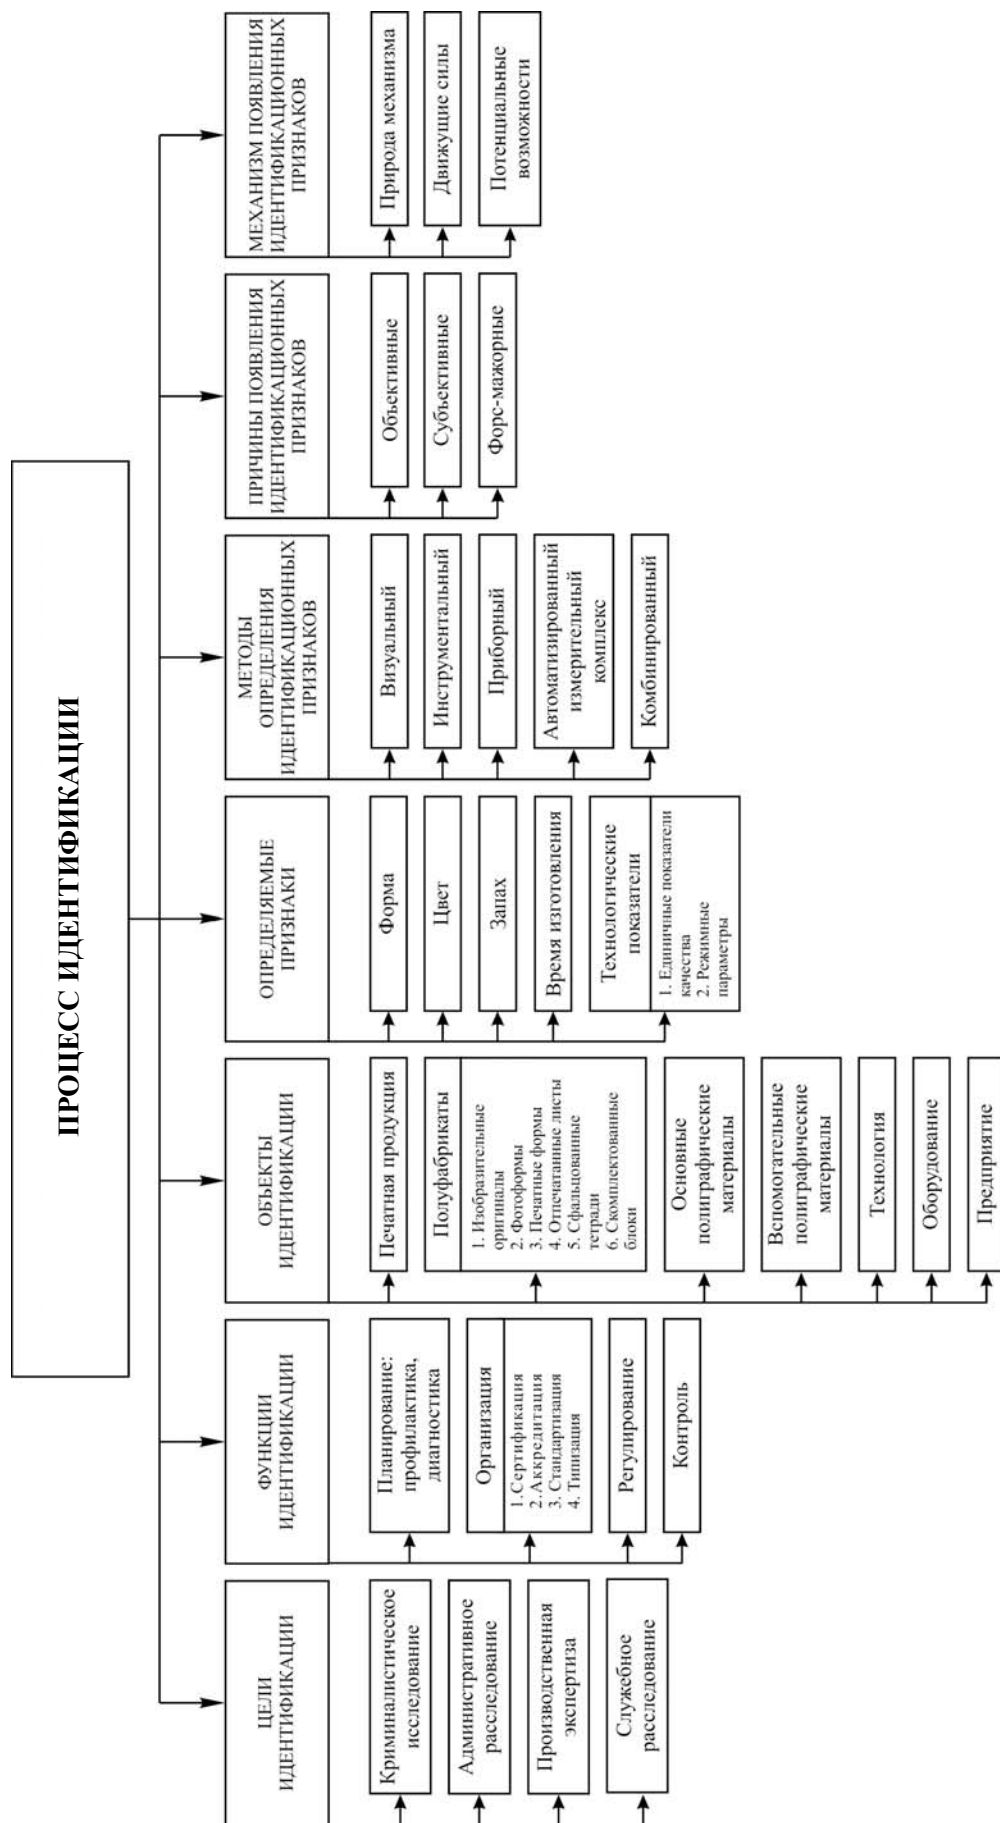 ПРОЦЕСС ИДЕНТИФИКАЦИИ
ЦЕЛИ
ИДЕНТИФИКАЦИИ
Криминалистическое
исследование
Административное
расследование
Производственная
экспертиза
Служебное
расследование
ФУНКЦИИ
ИДЕНТИФИКАЦИИ
Планирование:
профилактика,
диагностика
Организация
1. Сертификация
2. Аккредитация
3. Стандартизация
4. Типизация
Регулирование
Контроль
ОБЪЕКТЫ
ИДЕНТИФИКАЦИИ
Печатная продукция
Полуфабрикаты
1. Изобразительные
оригиналы
2. Фотоформы
3. Печатные формы
4. Отпечатанные листы
5. Сфальцованные
тетради
6. Скомплектованные
блоки
Основные
полиграфические
материалы
Вспомогательные
полиграфические
материалы
Технология
Оборудование
Предприятие
ОПРЕДЕЛЯЕМЫЕ
ПРИЗНАКИ
Форма
Цвет
Запах
Время изготовления
Технологические
показатели
1. Единичные показатели
качества
2. Режимные
параметры
МЕТОДЫ
ОПРЕДЕЛЕНИЯ
ИДЕНТИФИКАЦИОННЫХ
ПРИЗНАКОВ
Визуальный
Инструментальный
Приборный
Автоматизированный
измерительный
комплекс
Комбинированный
ПРИЧИНЫ ПОЯВЛЕНИЯ
ИДЕНТИФИКАЦИОННЫХ
ПРИЗНАКОВ
Объективные
Субъективные
Форс-мажорные
МЕХАНИЗМ ПОЯВЛЕНИЯ
ИДЕНТИФИКАЦИОННЫХ
ПРИЗНАКОВ
Природа механизма
Движущие силы
Потенциальные
возможности